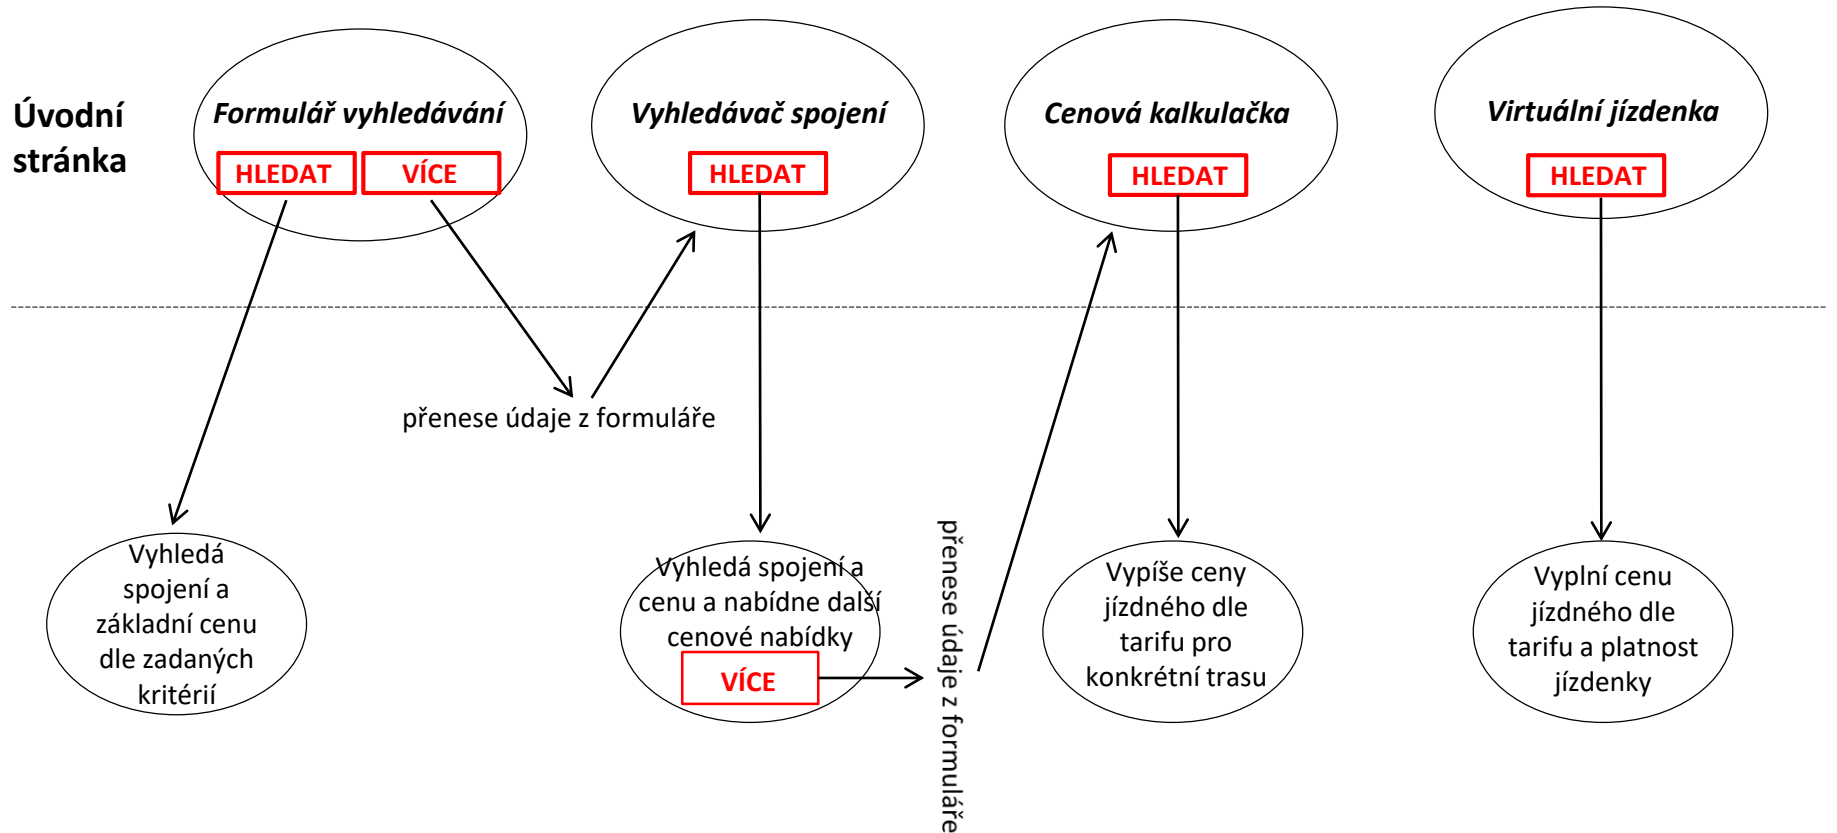 Úvodní
stránka
Formulář vyhledávání
HLEDAT
VÍCE
Vyhledávač spojení
HLEDAT
Cenová kalkulačka
HLEDAT
Virtuální jízdenka
HLEDAT
přenese údaje z formuláře
Vyhledá
spojení a
základní cenu
dle zadaných
kritérií
Vyhledá spojení a
cenu a nabídne další
cenové nabídky
VÍCE
přenese údaje z formuláře
Vypíše ceny
jízdného dle
tarifu pro
konkrétní trasu
Vyplní cenu
jízdného dle
tarifu a platnost
jízdenky